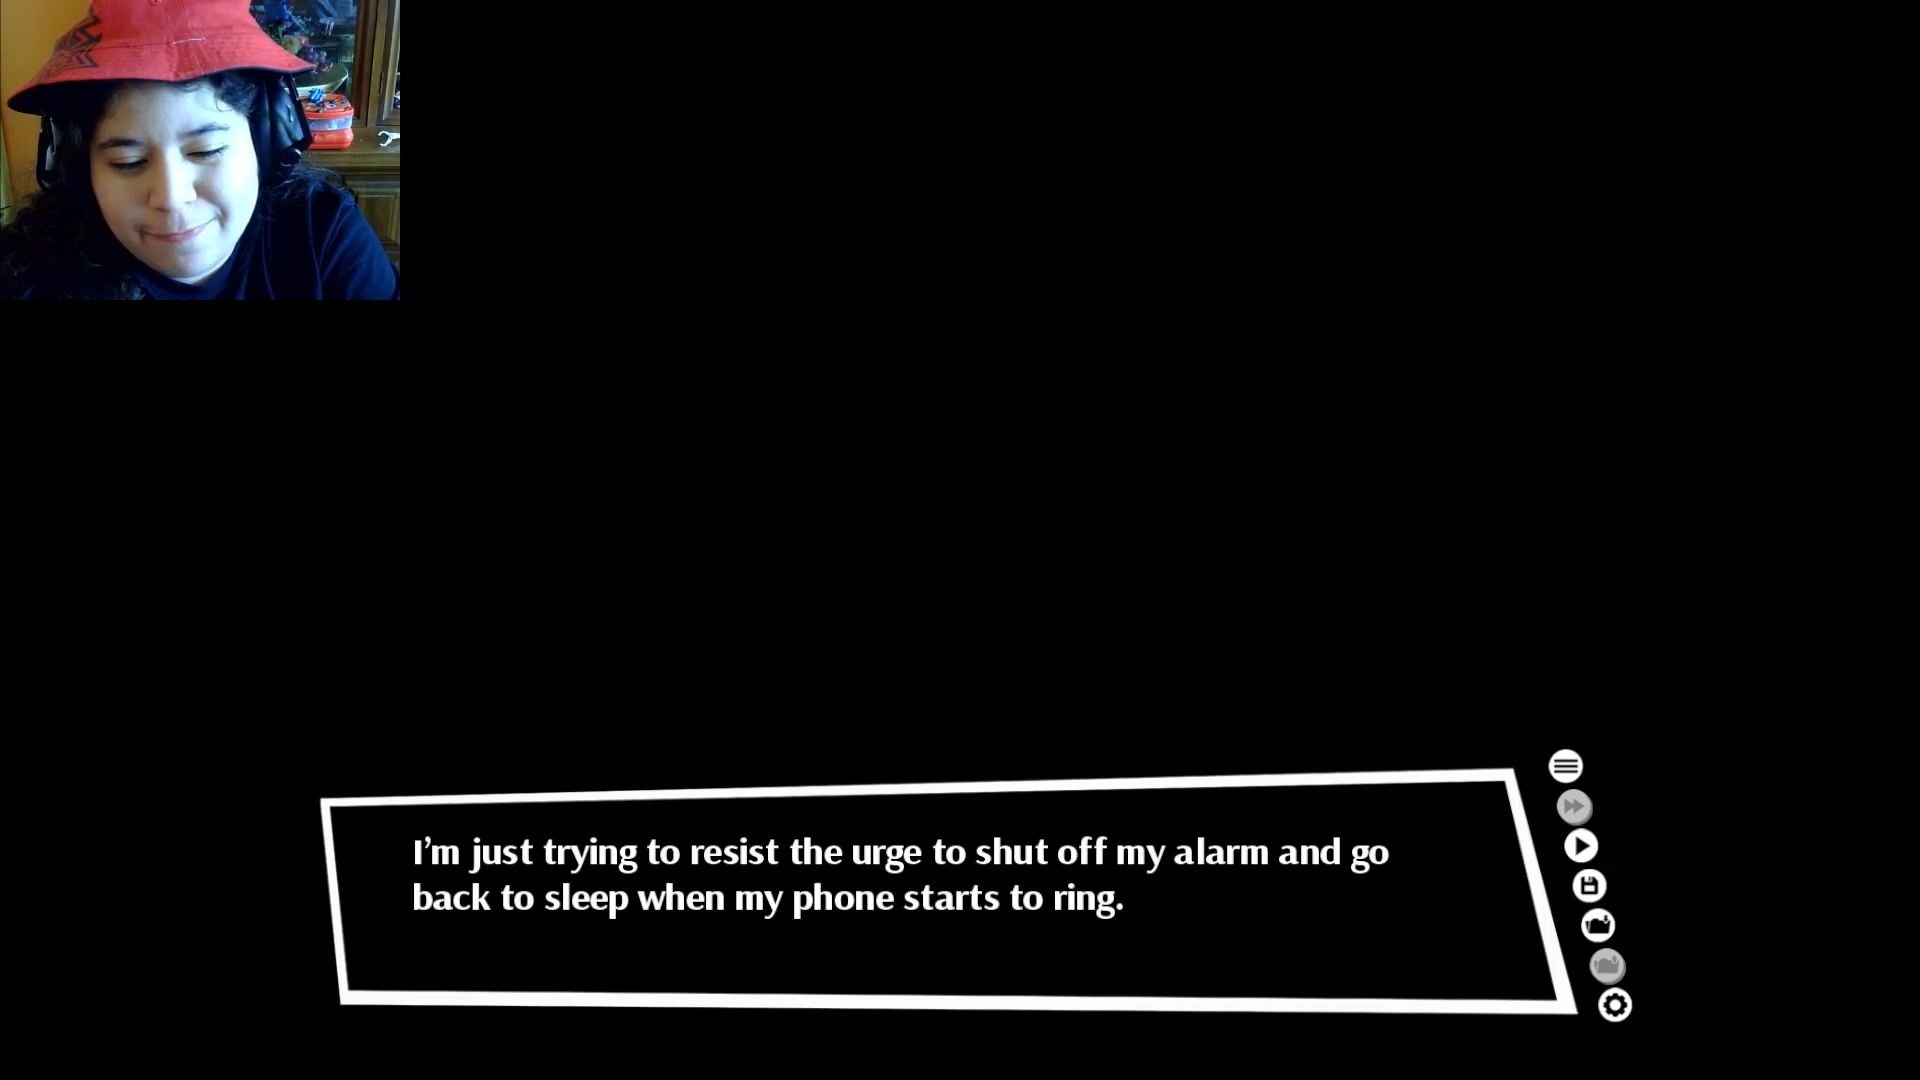 I’m just trying to resist the urge to shut off my alarm and go
back to sleep when my phone starts to ring.